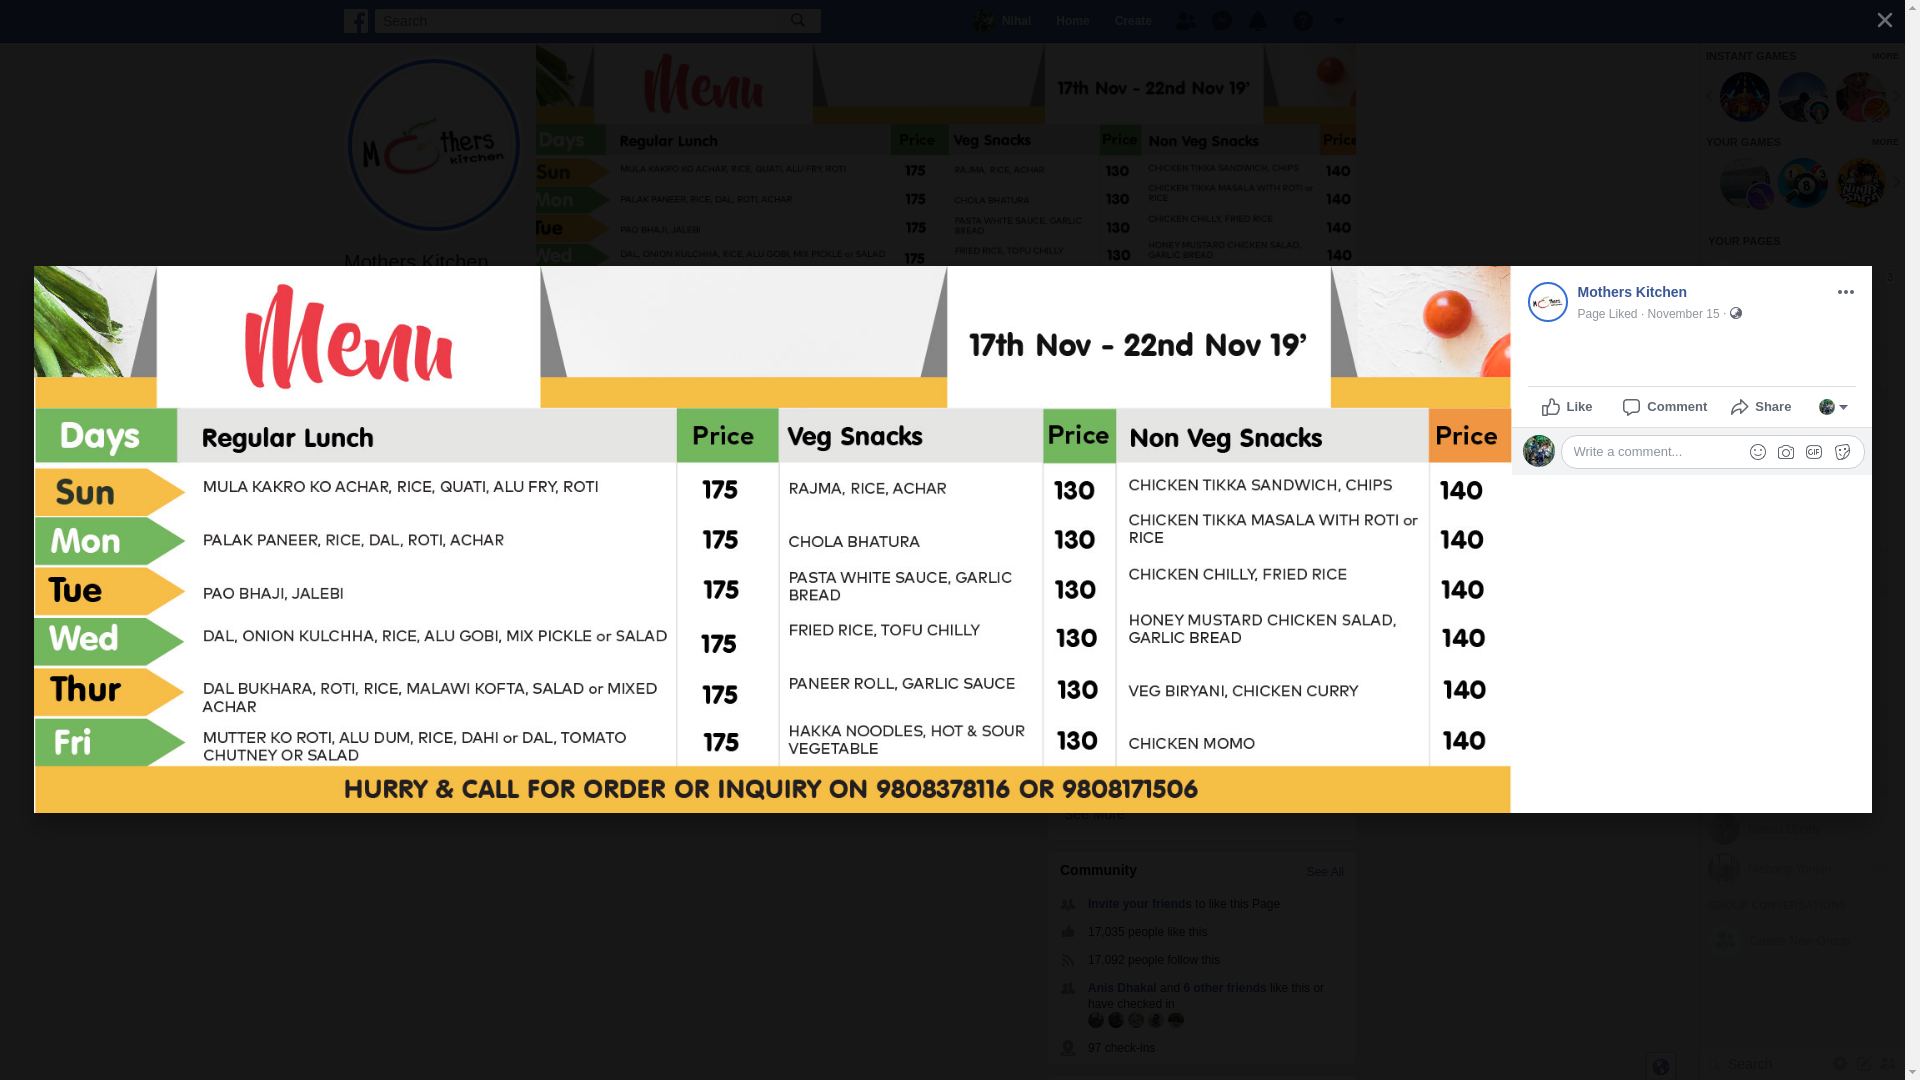 Search
Nihal Home Create
INSTANT GAMES MORE
YOUR GAMES MORE
YOUR PAGES
Mothers kitchen
Mothers Kitchen
Menu
17th Nov - 22nd Nov 19’
Days Regular Lunch Price Veg Snacks Price Non Veg Snacks Price
Sun MULA KAKRO KO ACHAR, RICE, QUATI, ALU FRY, ROTI 175 RAJMA, RICE, ACHAR 130 CHICKEN TIKKA SANDWICH, CHIPS 140
Mon PALAK PANEER, RICE, DAL, ROTI, ACHAR 175 CHOLA BHATURA 130 CHICKEN TIKKA MASALA WITH ROTI or
RICE 140
Tue PAO BHAJI, JALEBI 175 PASTA WHITE SAUCE, GARLIC
BREAD 130 CHICKEN CHILLY, FRIED RICE 140
Wed DAL, ONION KULCHHA, RICE, ALU GOBI, MIX PICKLE or SALAD 175 FRIED RICE, TOFU CHILLY 130 HONEY MUSTARD CHICKEN SALAD,
GARLIC BREAD 140
Thur DAL BUKHARA, ROTI, RICE, MALAWI KOFTA, SALAD or MIXED
ACHAR 175 PANEER ROLL, GARLIC SAUCE 130 VEG BIRYANI, CHICKEN CURRY 140
Fri MUTTER KO ROTI, ALU DUM, RICE, DAHI or DAL, TOMATO
CHUTNEY OR SALAD 175 HAKKA NOODLES, HOT & SOUR
VEGETABLE 130 CHICKEN MOMO 140
HURRY & CALL FOR ORDER OR INQUIRY ON 9808378116 OR 9808171506
Mothers Kitchen
Page Liked · November 15 ·
Like Comment Share
Write a comment...
See More
Community See All
Invite your friends to like this Page
17,035 people like this
17,092 people follow this
Anis Dhakal and 6 other friends like this or
have checked in
97 check-ins
Search